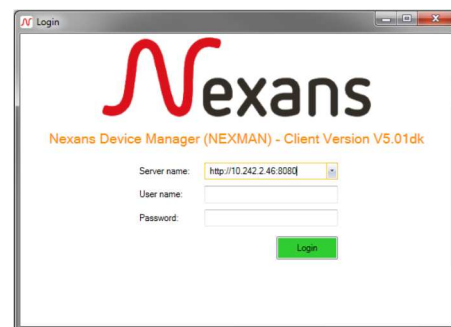 Login
Nexans
Nexans Device Manager (NEXMAN) - Client Version V5.01dk
Server name: http://10.242.2.46:8080
User name:
Password:
Login